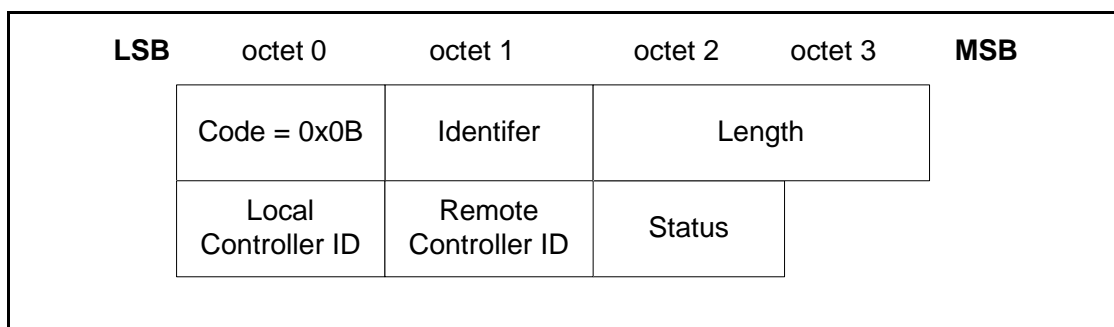 LSB octet 0 octet 1 octet 2 octet 3 MSB
Code = 0x0B Identifer Length
Local Remote
Controller ID Controller ID Status